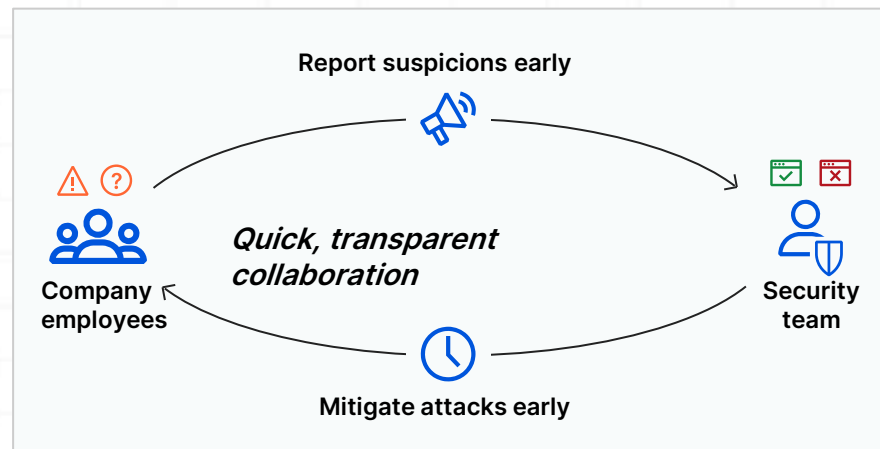 Report suspicions early
?
Quick, transparent
collaboration
Company
employees
Security
team
Mitigate attacks early